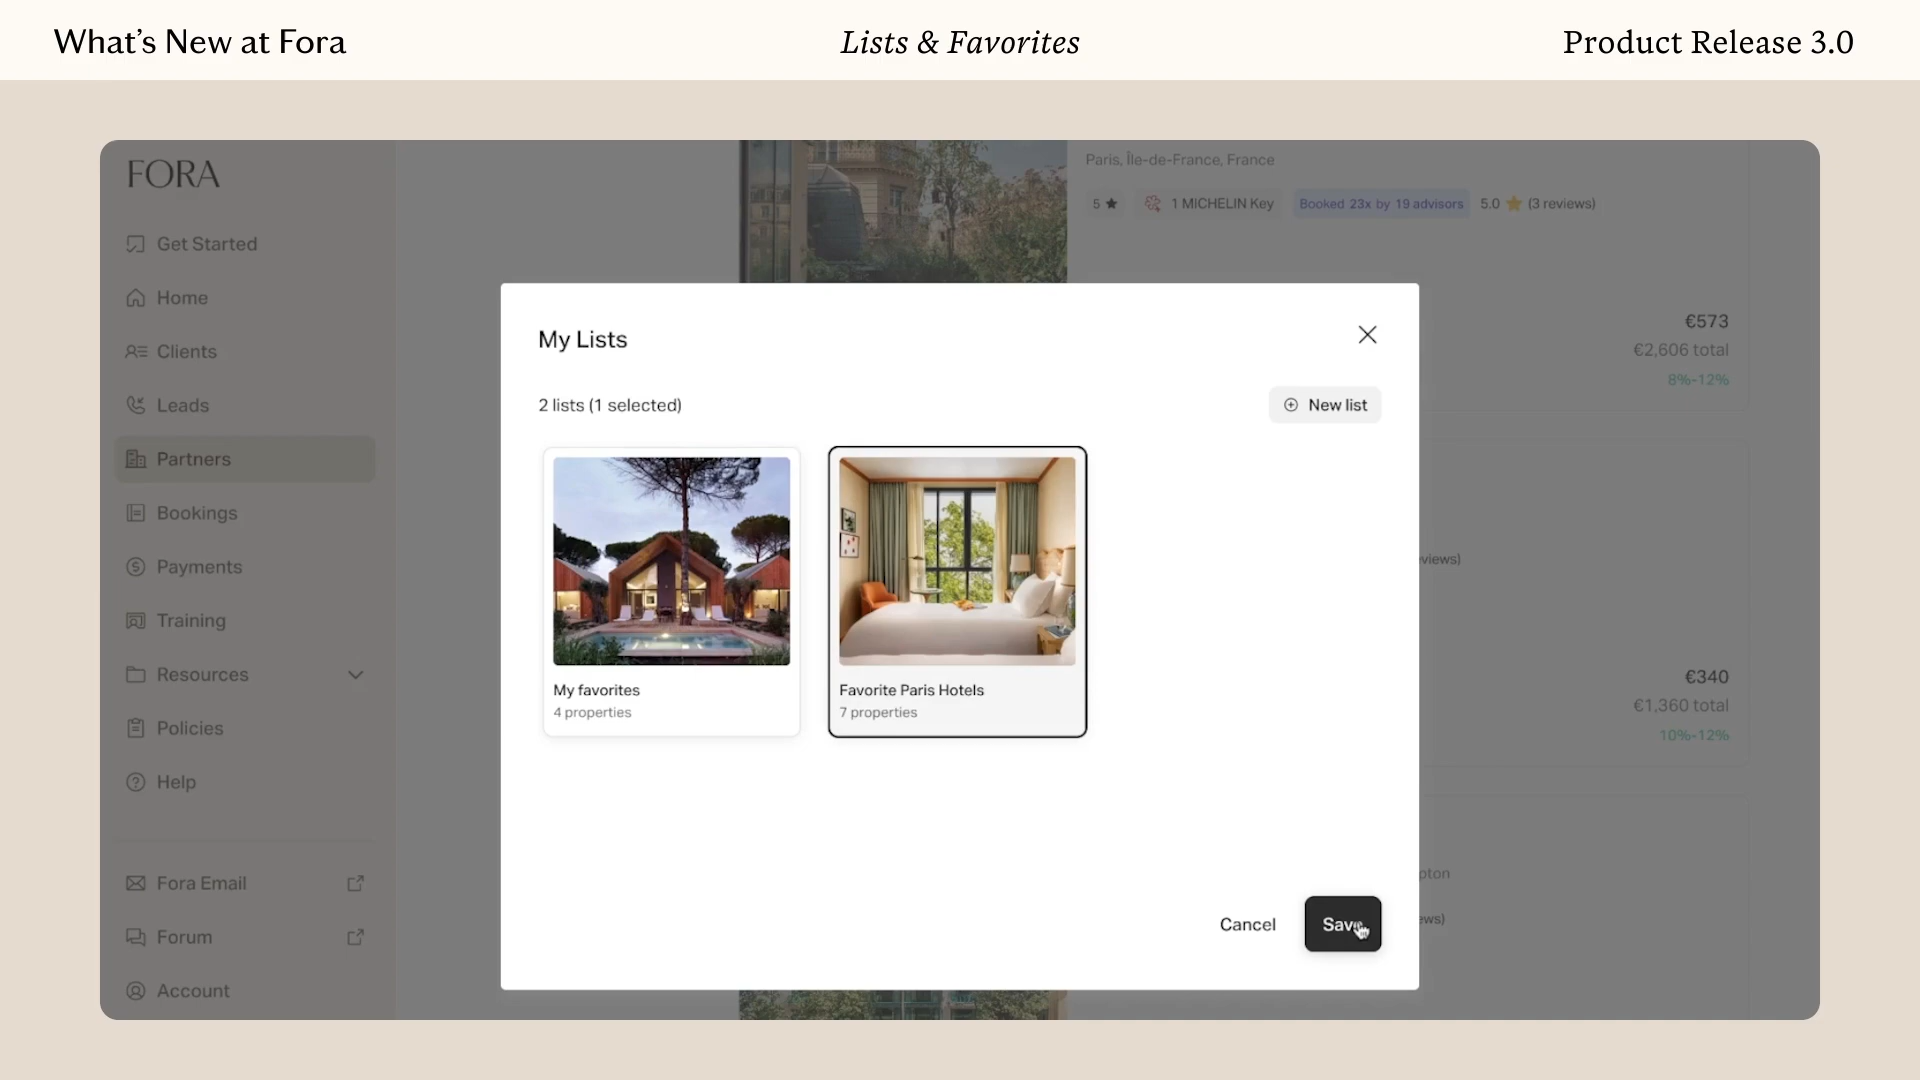 What's New at Fora
Lists & Favorites
Product Release 3.0
FORA
Get Started
Home
Clients
Leads
Partners
Bookings
Payments
Training
Resources
Policies
Help
Fora Email
Forum
Account
Paris, Île-de-France, France
5 ★ 1 MICHELIN Key Booked 23x by 19 advisors 5.0 ⭐ (3 reviews)
€573
€2,606 total
8%-12%
My Lists
2 lists (1 selected)
New list
My favorites
4 properties
Favorite Paris Hotels
7 properties
Cancel
Save
€340
€1,360 total
10%-12%